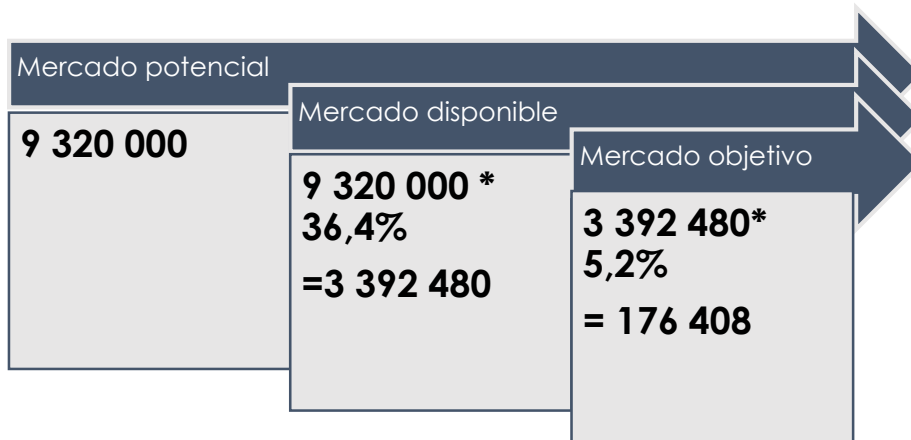 Mercado potencial
9 320 000
Mercado disponible
9 320 000 *
36,4%
=3 392 480
Mercado objetivo
3 392 480*
5,2%
= 176 408